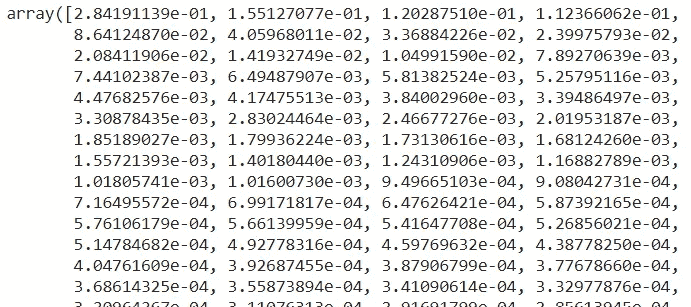 array([2.84191139e-01, 1.55127077e-01, 1.20287510e-01, 1.12366062e-01,
8.64124870e-02, 4.05968011e-02, 3.36884226e-02, 2.39975793e-02,
2.08411906e-02, 1.41932749e-02, 1.04991590e-02, 7.89270639e-03,
7.44102387e-03, 6.49487907e-03, 5.81382524e-03, 5.25795116e-03,
4.47682576e-03, 4.17475513e-03, 3.84002960e-03, 3.39486497e-03,
3.30878435e-03, 2.83024464e-03, 2.46677276e-03, 2.01953187e-03,
1.85189027e-03, 1.79936224e-03, 1.73130616e-03, 1.68124260e-03,
1.55721393e-03, 1.40180440e-03, 1.24310906e-03, 1.16882789e-03,
1.01805741e-03, 1.01600730e-03, 9.49665103e-04, 9.08042731e-04,
7.16495572e-04, 6.99171817e-04, 6.47626421e-04, 5.87392165e-04,
5.76106179e-04, 5.66139959e-04, 5.41647708e-04, 5.26856021e-04,
5.14784682e-04, 4.92778316e-04, 4.59769632e-04, 4.38778250e-04,
4.04761609e-04, 3.92687455e-04, 3.87906799e-04, 3.77678660e-04,
3.68614325e-04, 3.55873894e-04, 3.41090614e-04, 3.32977876e-04,